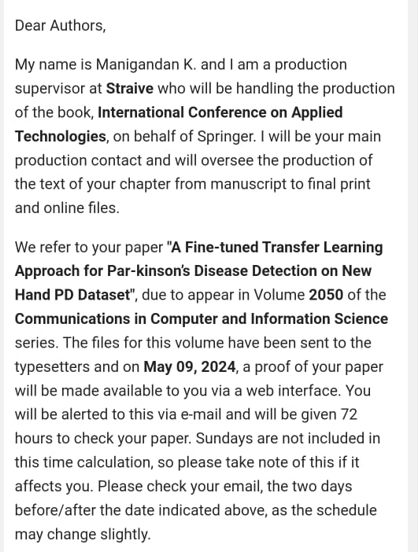 Dear Authors,
My name is Manigandan K. and I am a production
supervisor at Straive who will be handling the production
of the book, International Conference on Applied
Technologies, on behalf of Springer. I will be your main
production contact and will oversee the production of
the text of your chapter from manuscript to final print
and online files.
We refer to your paper "A Fine-tuned Transfer Learning
Approach for Par-kinson's Disease Detection on New
Hand PD Dataset", due to appear in Volume 2050 of the
Communications in Computer and Information Science
series. The files for this volume have been sent to the
typesetters and on May 09, 2024, a proof of your paper
will be made available to you via a web interface. You
will be alerted to this via e-mail and will be given 72
hours to check your paper. Sundays are not included in
this time calculation, so please take note of this if it
affects you. Please check your email, the two days
before/after the date indicated above, as the schedule
may change slightly.